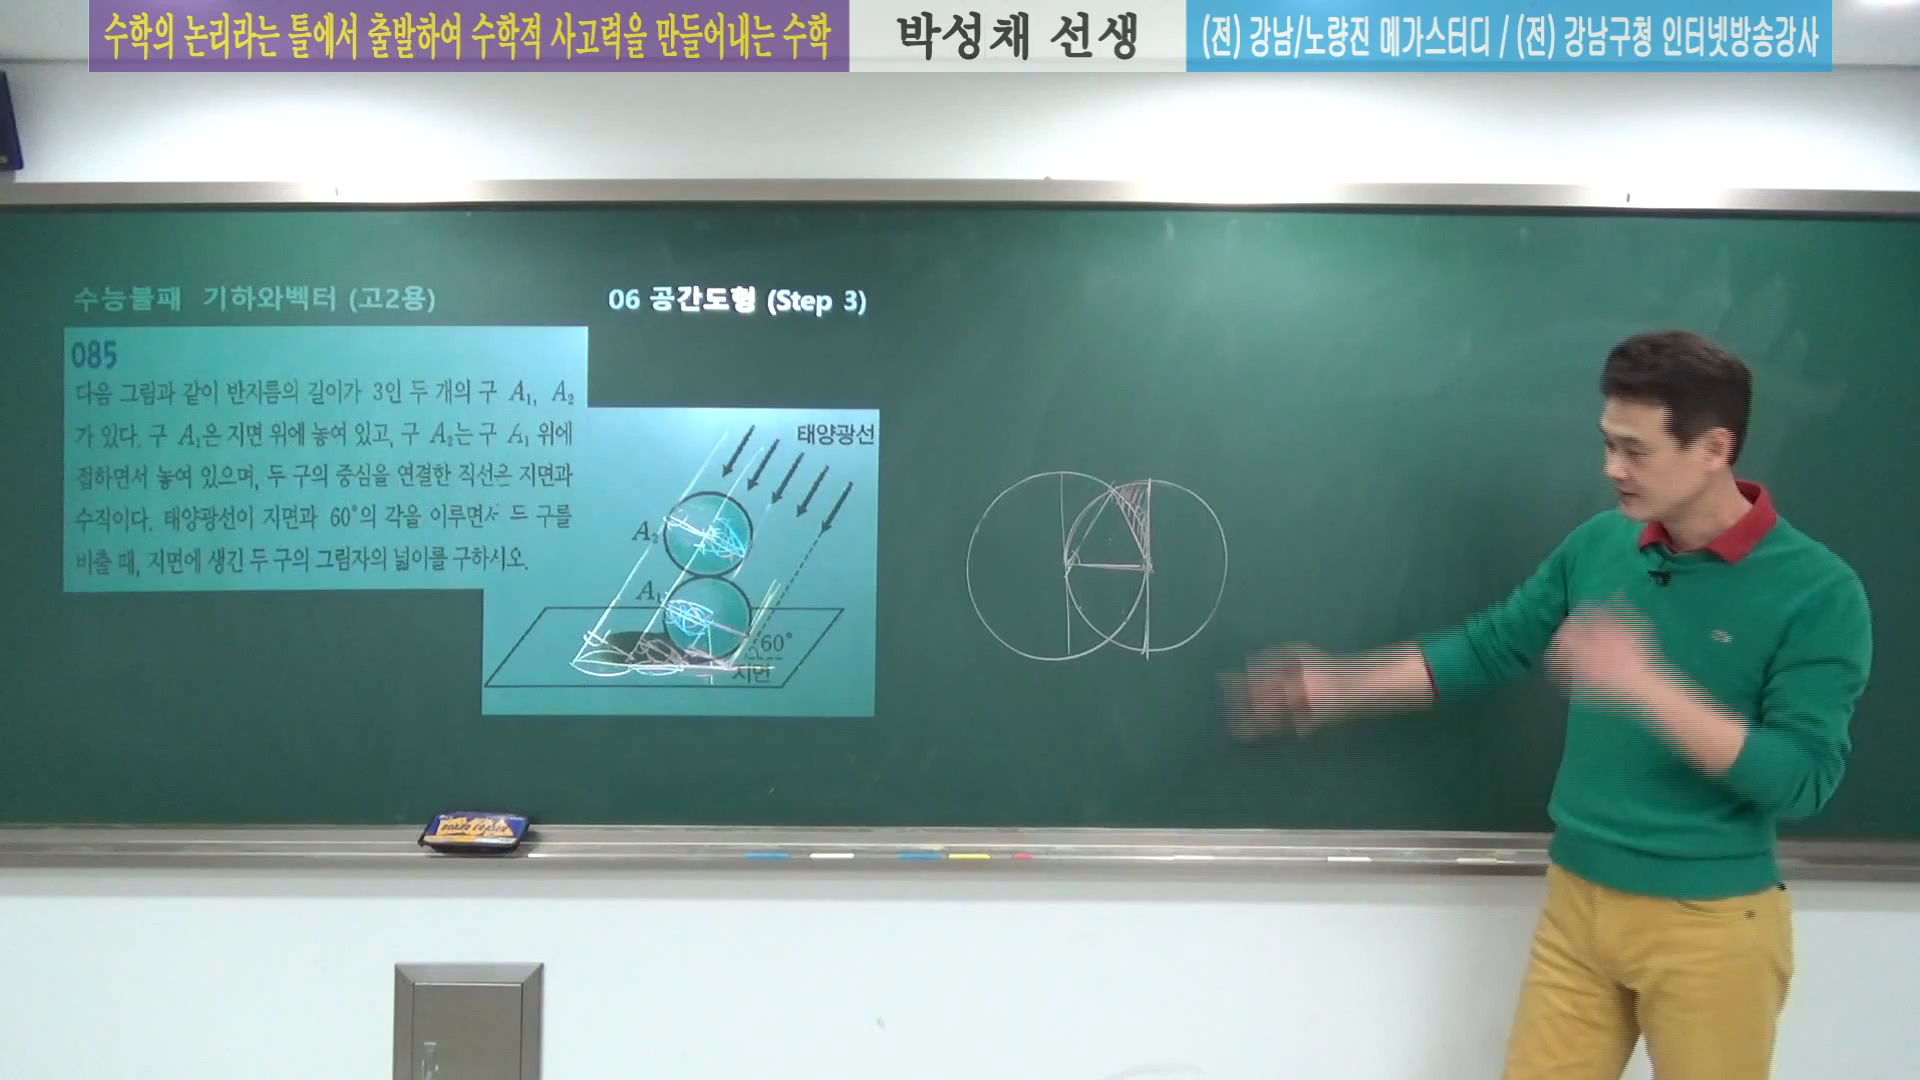 수학의 논리라는 틀에서 출발하여 수학적 사고력을 만들어내는 수학
박성채 선생
(전) 강남/노량진 메가스터디 / (전) 강남구청 인터넷방송강사
수능불패 기하와벡터 (고2용)
06 공간도형 (Step 3)
085
다음 그림과 같이 반지름의 길이가 3인 두 개의 구 A₁, A₂
가 있다. 구 A₁은 지면 위에 놓여 있고, 구 A₂는 구 A₁ 위에
접하면서 놓여 있으며, 두 구의 중심을 연결한 직선은 지면과
수직이다. 태양광선이 지면과 60°의 각을 이루면서 두 구를
비출 때, 지면에 생긴 두 구의 그림자의 넓이를 구하시오.
태양광선
A₂
A₁
60°
지면